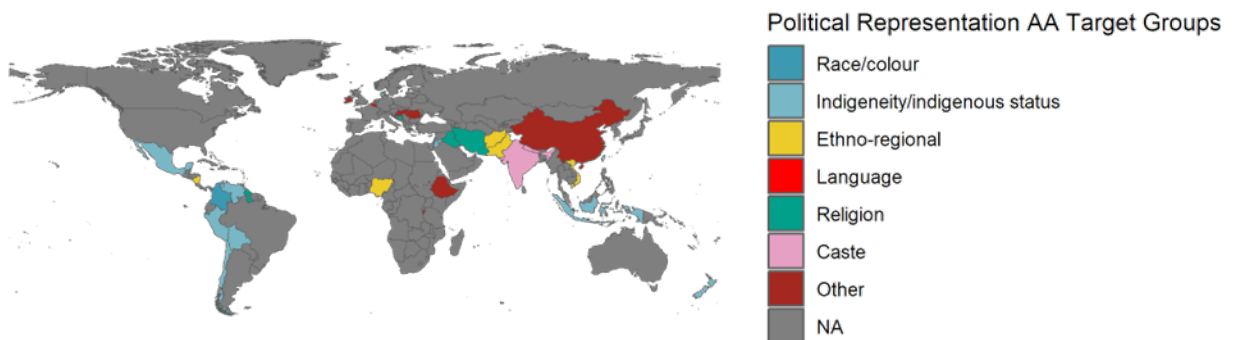 Political Representation AA Target Groups
Race/colour
Indigeneity/indigenous status
Ethno-regional
Language
Religion
Caste
Other
NA